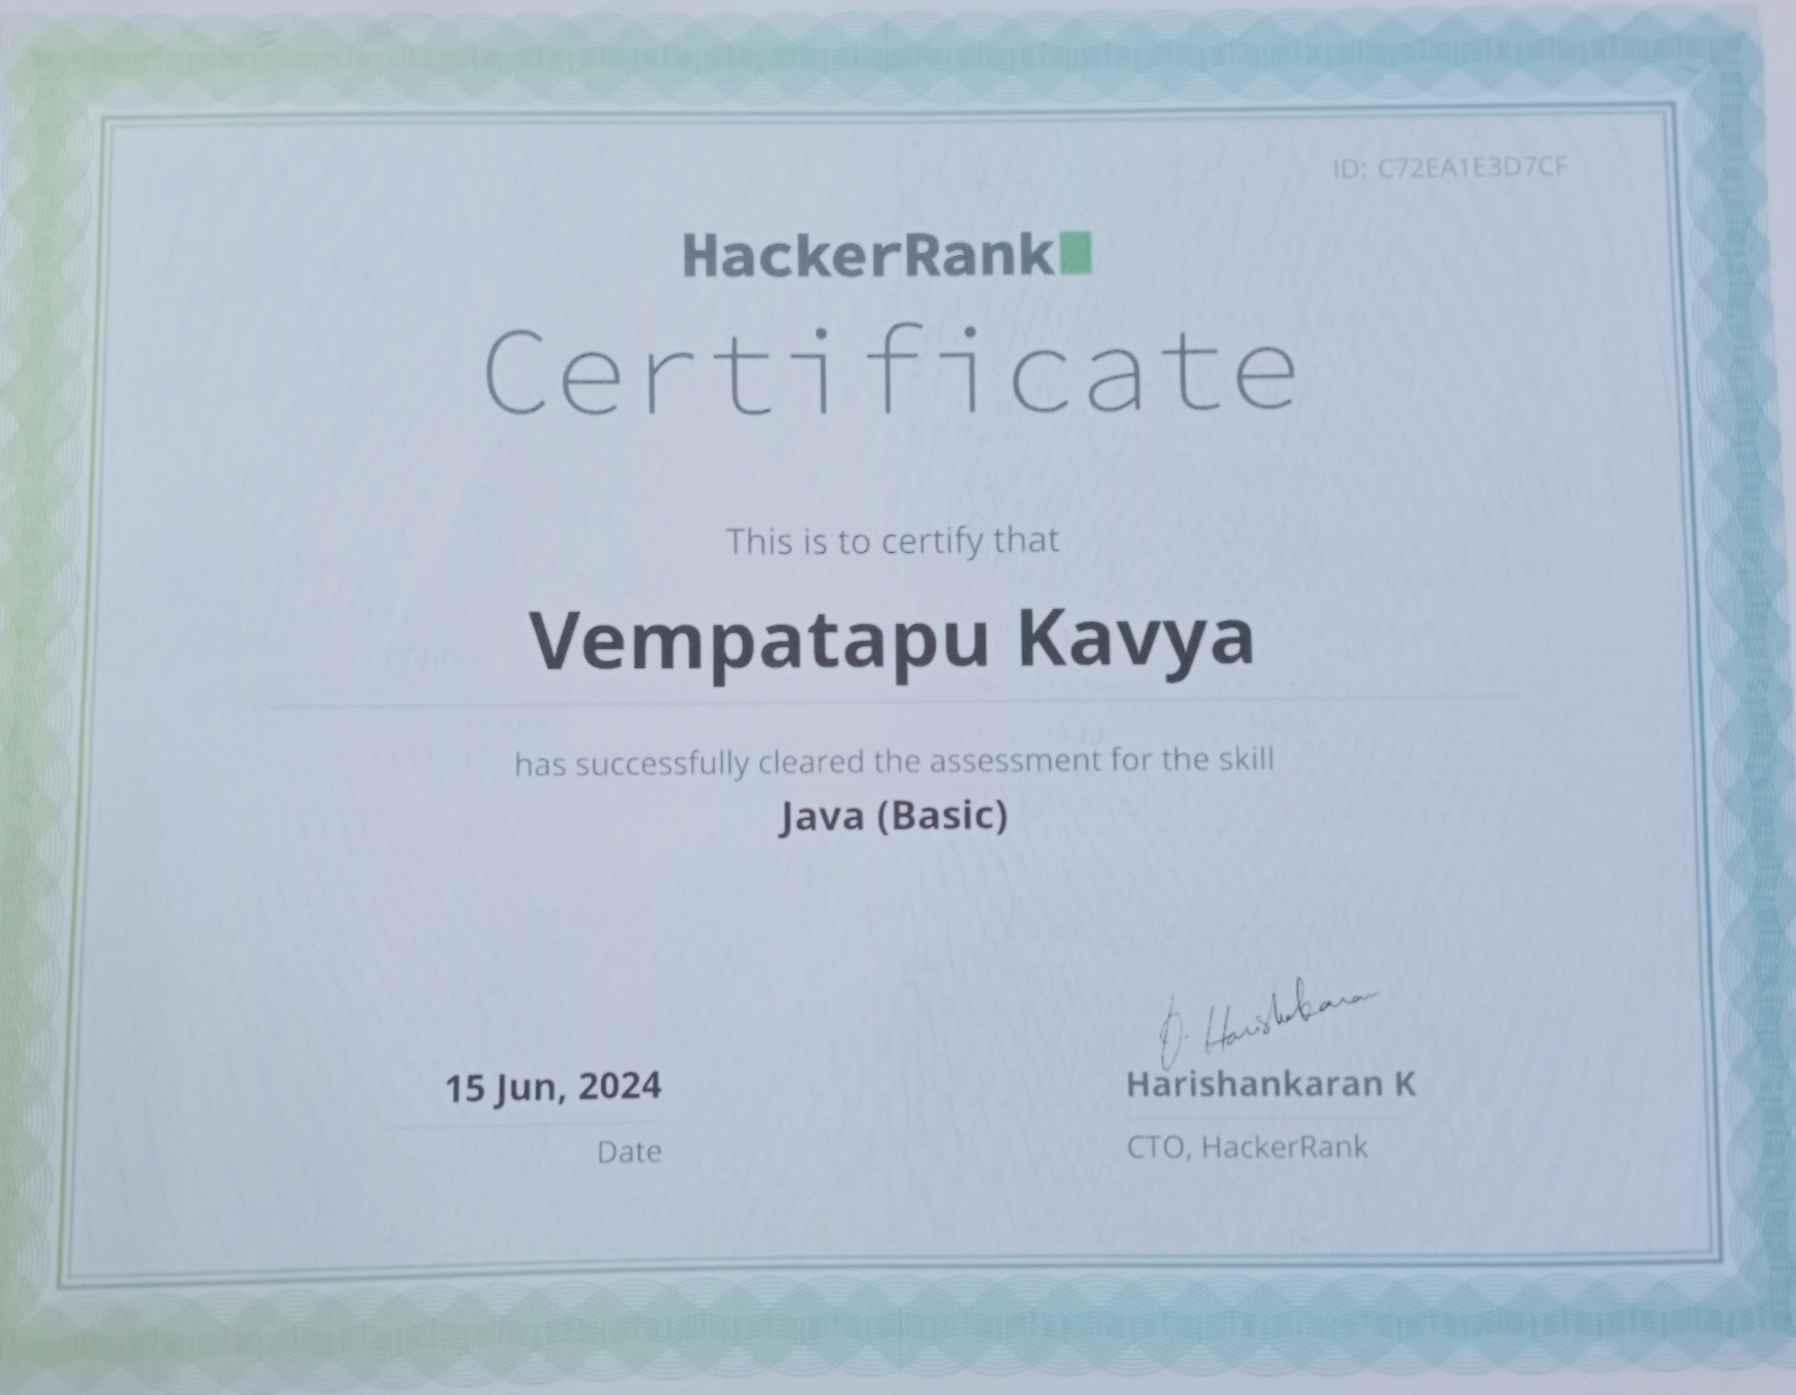 ID: C72EA1E3D7CF
HackerRank
Certificate
This is to certify that
Vempatapu Kavya
has successfully cleared the assessment for the skill
Java (Basic)
15 Jun, 2024
Harishankaran K
Date
CTO, HackerRank